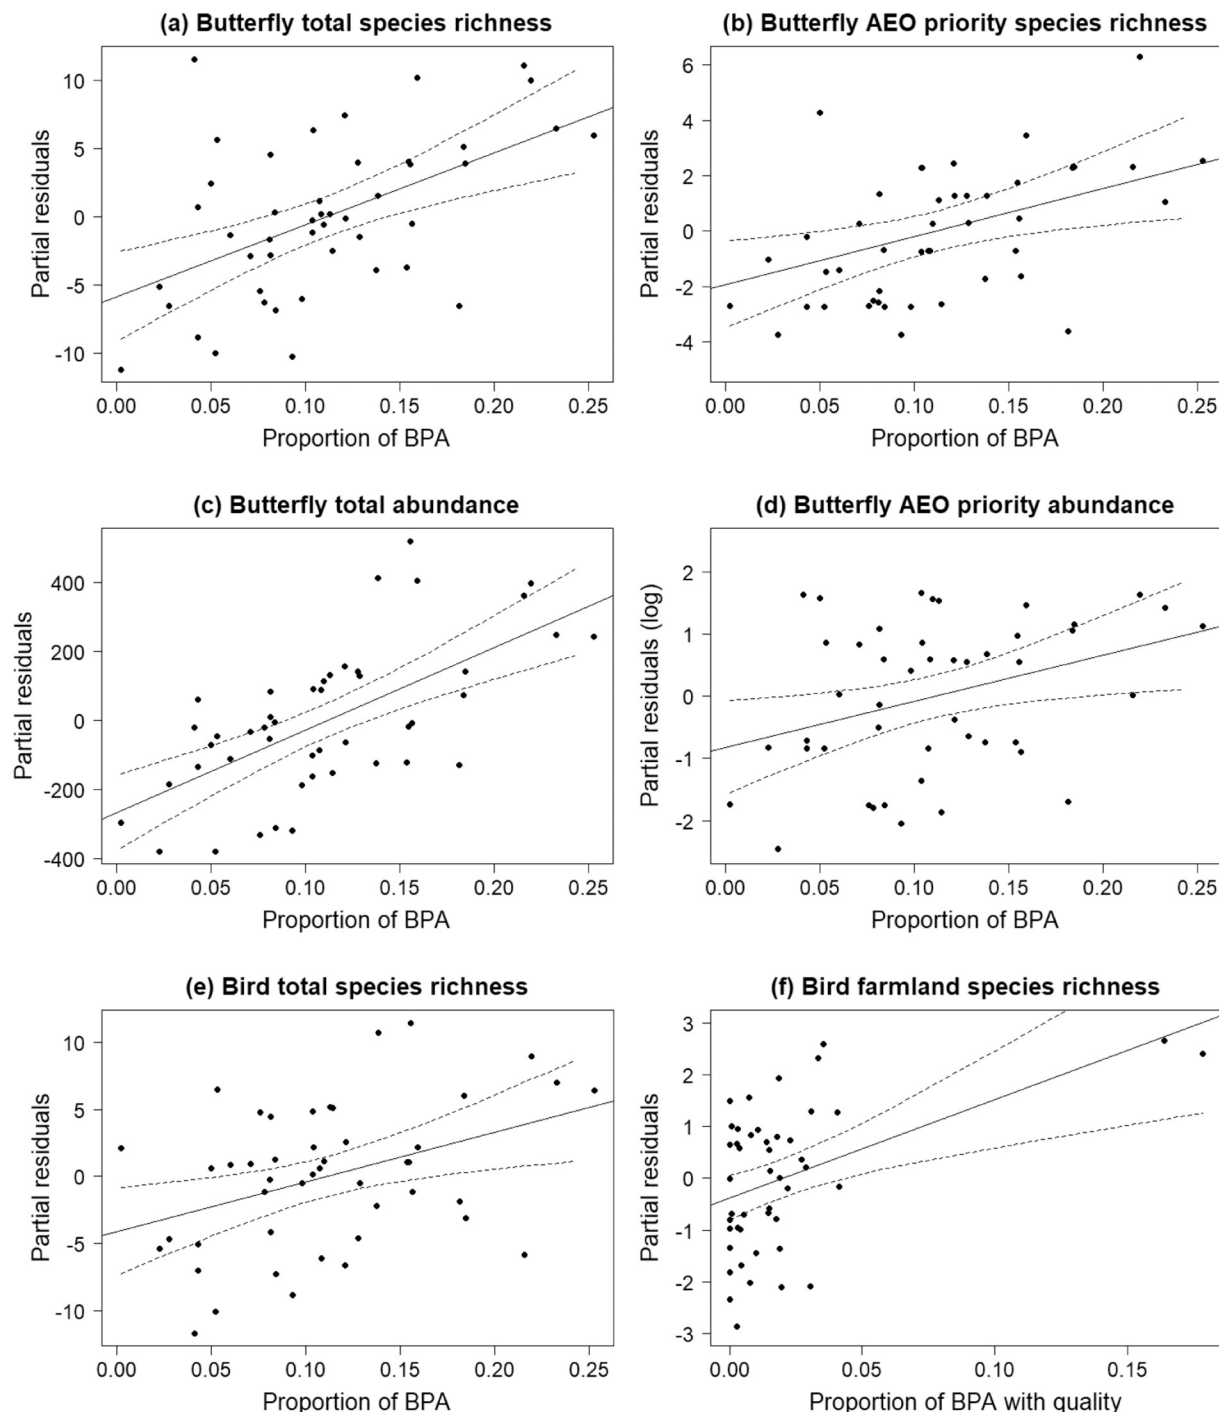 (a) Butterfly total species richness
Partial residuals
10
5
0
-5
-10
0.00 0.05 0.10 0.15 0.20 0.25
Proportion of BPA
(b) Butterfly AEO priority species richness
Partial residuals
6
4
2
0
-2
-4
0.00 0.05 0.10 0.15 0.20 0.25
Proportion of BPA
(c) Butterfly total abundance
Partial residuals
400
200
0
-200
-400
0.00 0.05 0.10 0.15 0.20 0.25
Proportion of BPA
(d) Butterfly AEO priority abundance
Partial residuals (log)
2
1
0
-1
-2
0.00 0.05 0.10 0.15 0.20 0.25
Proportion of BPA
(e) Bird total species richness
Partial residuals
10
5
0
-5
-10
0.00 0.05 0.10 0.15 0.20 0.25
Proportion of BPA
(f) Bird farmland species richness
Partial residuals
3
2
1
0
-1
-2
-3
0.00 0.05 0.10 0.15
Proportion of BPA with quality